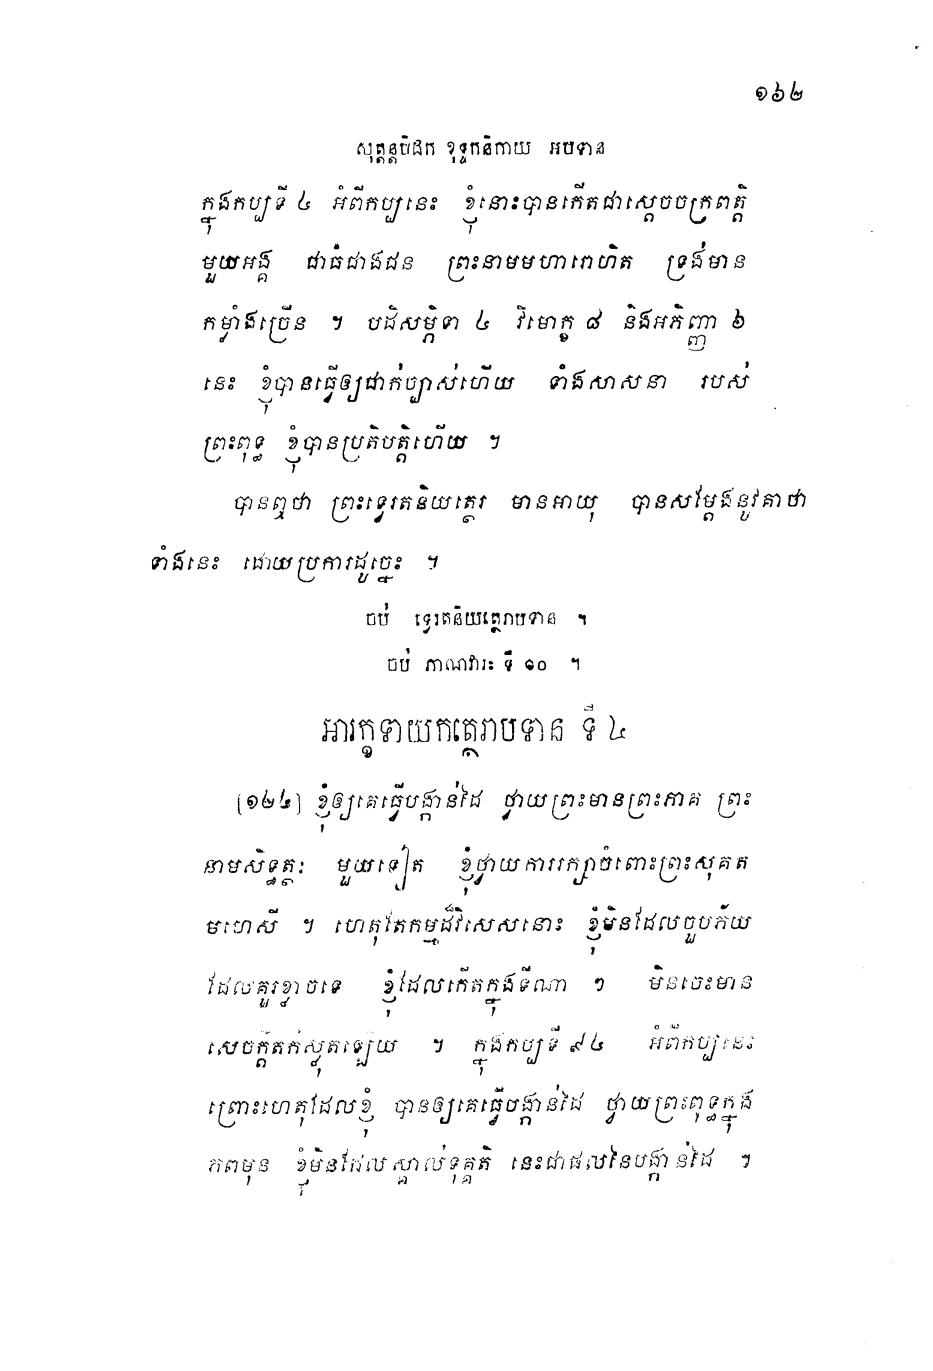 ១៦២
សុត្តន្តបិដក ខុទ្ទកនិកាយ អបទាន
ក្នុងកប្បទី ៤ អំពីកប្បនេះ ខ្ញុំនោះបានកើតជាស្តេចចក្រពត្តិ
មួយអង្គ ជាធំជាងជន ព្រះនាមមហារោហិត ទ្រង់មាន
កម្លាំងច្រើន ។ បដិសម្ភិទា ៤ វិមោក្ខ ៨ និងអភិញ្ញា ៦
នេះ ខ្ញុំបានធ្វើឲ្យជាក់ច្បាស់ហើយ ទាំងសាសនា របស់
ព្រះពុទ្ធ ខ្ញុំបានប្រតិបត្តិហើយ ។
បានឮថា ព្រះទ្វេរតនិយត្ថេរ មានអាយុ បានសម្តែងនូវគាថា
ទាំងនេះ ដោយប្រការដូច្នេះ ។
ចប់ ទ្វេរតនិយត្ថេរាបទាន ។
ចប់ ភាណវារៈ ទី ១០ ។
អារក្ខទាយកត្ថេរាបទាន ទី ៤
(១២៤) ខ្ញុំឲ្យគេធ្វើបង្កាន់ដៃ ថ្វាយព្រះមានព្រះភាគ ព្រះ
នាមសិទ្ធត្ថៈ មួយទៀត ខ្ញុំថ្វាយការរក្សាចំពោះព្រះសុគត
មហេសី ។ ហេតុតែកម្មដ៏វិសេសនោះ ខ្ញុំមិនដែលចួបភ័យ
ដែលគួរខ្លាចទេ ខ្ញុំដែលកើតក្នុងទីណា ៗ មិនចេះមាន
សេចក្តីតក់ស្លុតឡើយ ។ ក្នុងកប្បទី ៩៤ អំពីកប្បនេះ
ព្រោះហេតុដែលខ្ញុំ បានឲ្យគេធ្វើបង្កាន់ដៃ ថ្វាយព្រះពុទ្ធក្នុង
ភពមុន ខ្ញុំមិនដែលស្គាល់ទុគ្គតិ នេះជាផលនៃបង្កាន់ដៃ ។